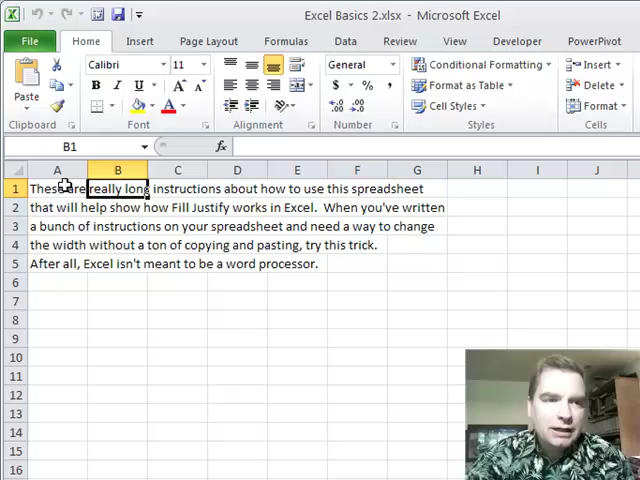 Excel Basics 2.xlsx - Microsoft Excel
File Home Insert Page Layout Formulas Data Review View Developer PowerPivot
Paste
Calibri 11
General
Conditional Formatting
Format as Table
Cell Styles
Insert
Delete
Format
Clipboard Font Alignment Number Styles Cells
B1 fx
A B C D E F G H I J
1 These are really long instructions about how to use this spreadsheet
2 that will help show how Fill Justify works in Excel.  When you've written
3 a bunch of instructions on your spreadsheet and need a way to change
4 the width without a ton of copying and pasting, try this trick.
5 After all, Excel isn't meant to be a word processor.
6
7
8
9
10
11
12
13
14
15
16